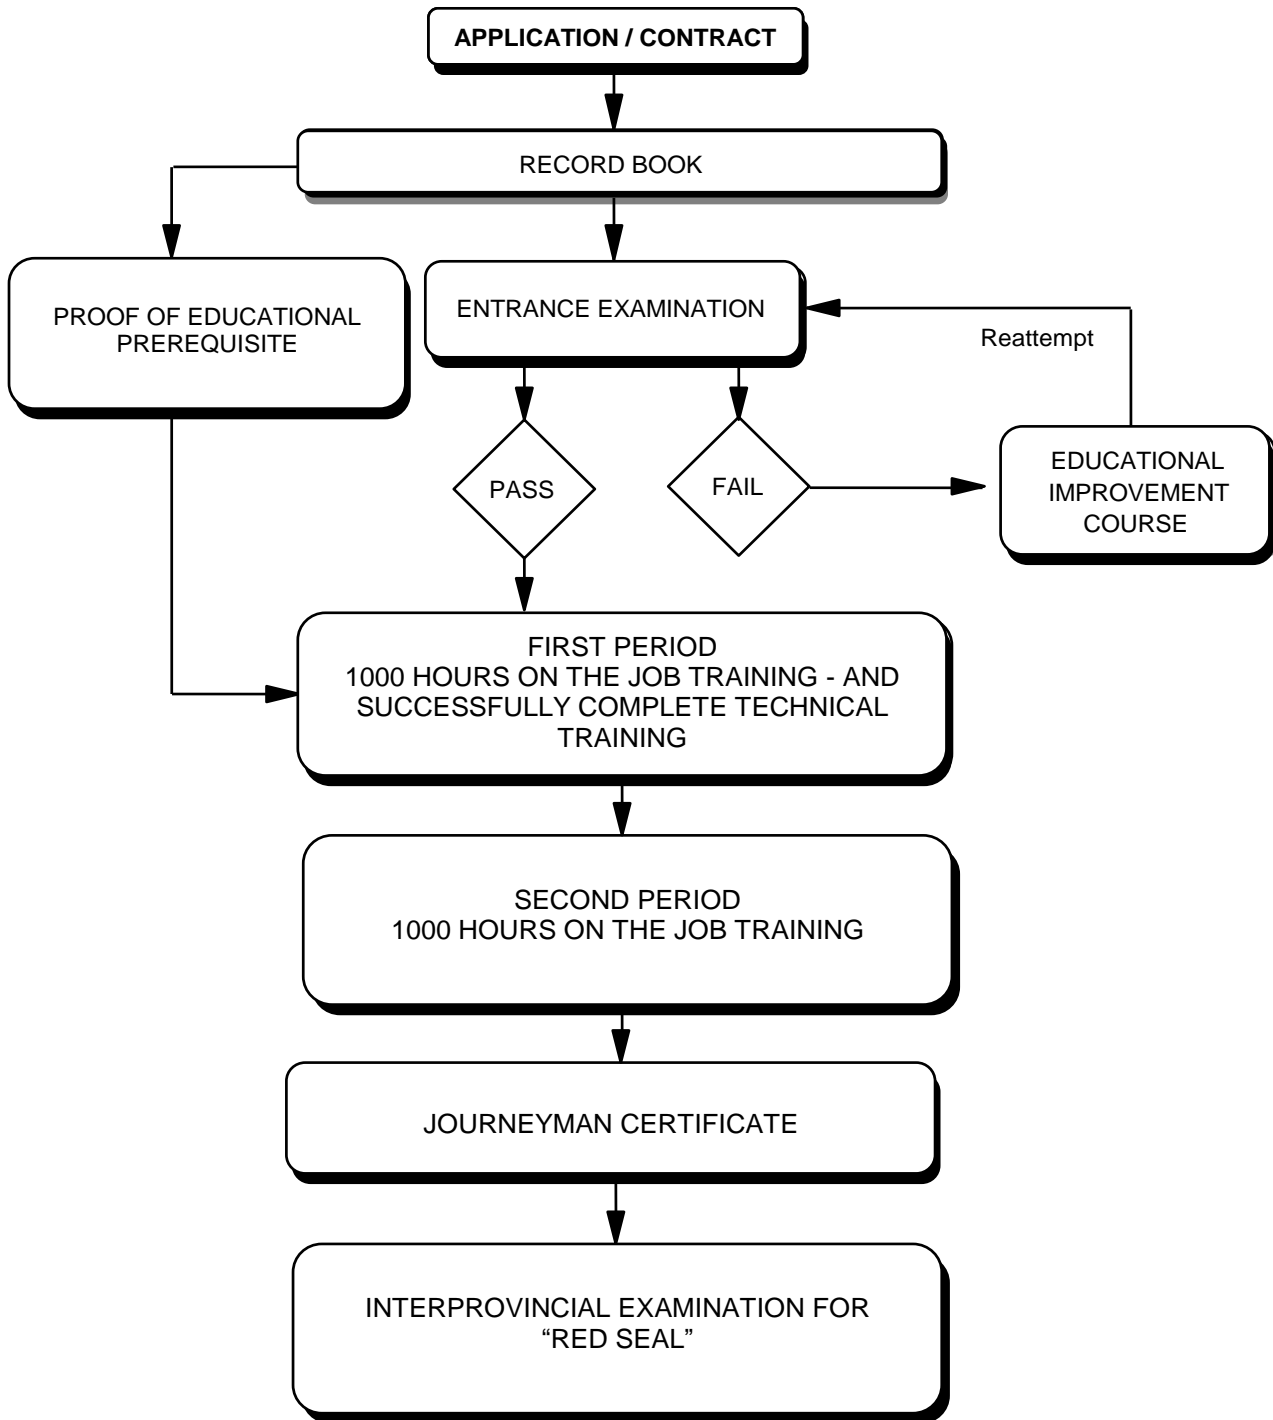 APPLICATION / CONTRACT
RECORD BOOK
PROOF OF EDUCATIONAL
PREREQUISITE
ENTRANCE EXAMINATION
Reattempt
PASS
FAIL
EDUCATIONAL
IMPROVEMENT
COURSE
FIRST PERIOD
1000 HOURS ON THE JOB TRAINING - AND
SUCCESSFULLY COMPLETE TECHNICAL
TRAINING
SECOND PERIOD
1000 HOURS ON THE JOB TRAINING
JOURNEYMAN CERTIFICATE
INTERPROVINCIAL EXAMINATION FOR
“RED SEAL”